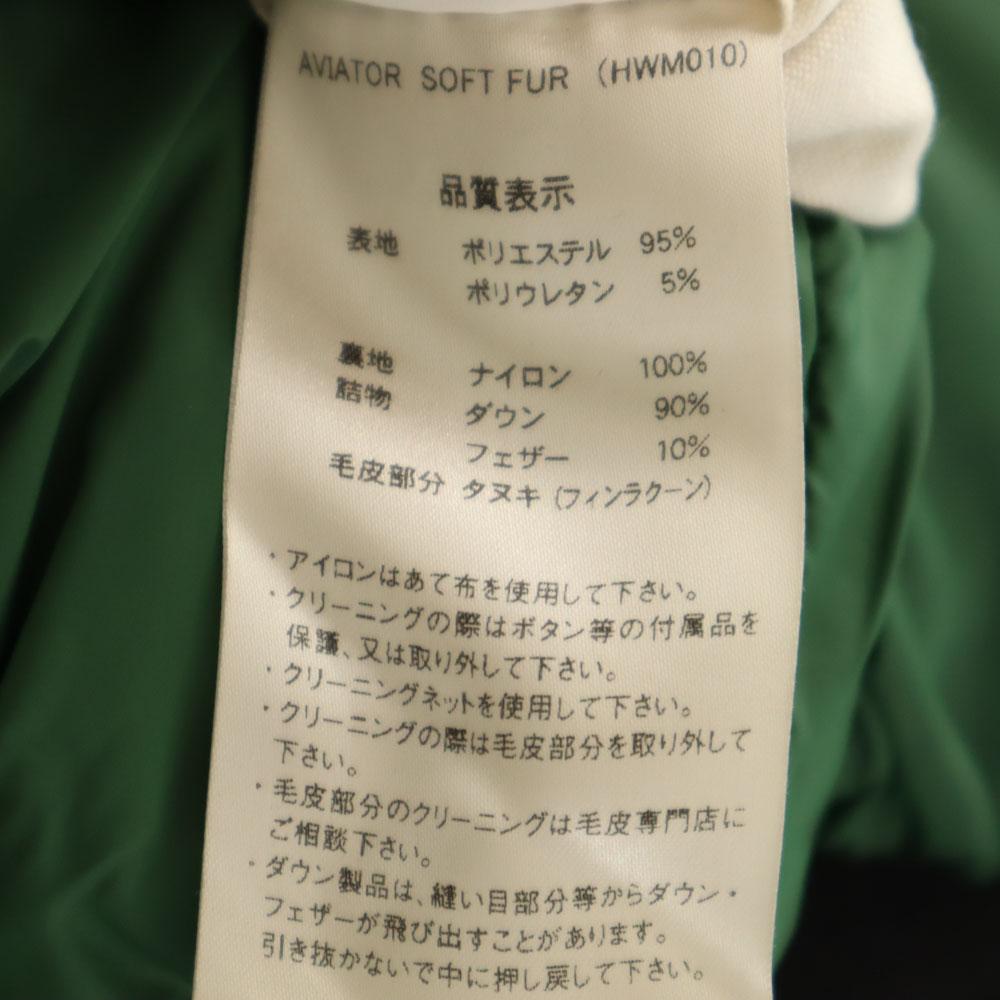 AVIATOR SOFT FUR （HWM010）
品質表示
表地 ポリエステル 95%
ポリウレタン 5%
裏地 ナイロン 100%
詰物 ダウン 90%
フェザー 10%
毛皮部分 タヌキ（フィンラクーン）
・アイロンはあて布を使用して下さい。
・クリーニングの際はボタン等の付属品を
保護、又は取り外して下さい。
・クリーニングネットを使用して下さい。
・クリーニングの際は毛皮部分を取り外して
下さい。
・毛皮部分のクリーニングは毛皮専門店に
ご相談下さい。
・ダウン製品は、縫い目部分等からダウン・
フェザーが飛び出すことがあります。
引き抜かないで中に押し戻して下さい。